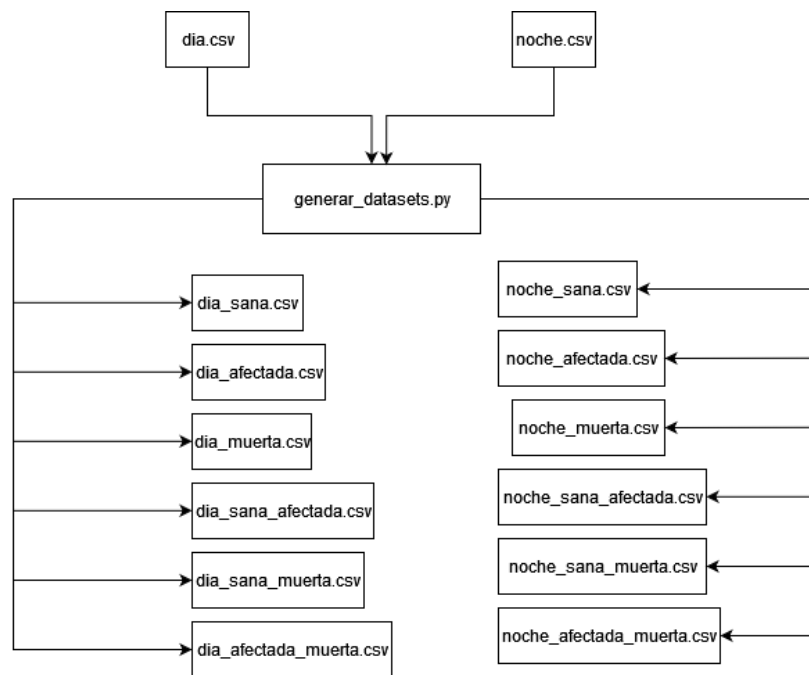 dia.csv
noche.csv
generar_datasets.py
dia_sana.csv
dia_afectada.csv
dia_muerta.csv
dia_sana_afectada.csv
dia_sana_muerta.csv
dia_afectada_muerta.csv
noche_sana.csv
noche_afectada.csv
noche_muerta.csv
noche_sana_afectada.csv
noche_sana_muerta.csv
noche_afectada_muerta.csv